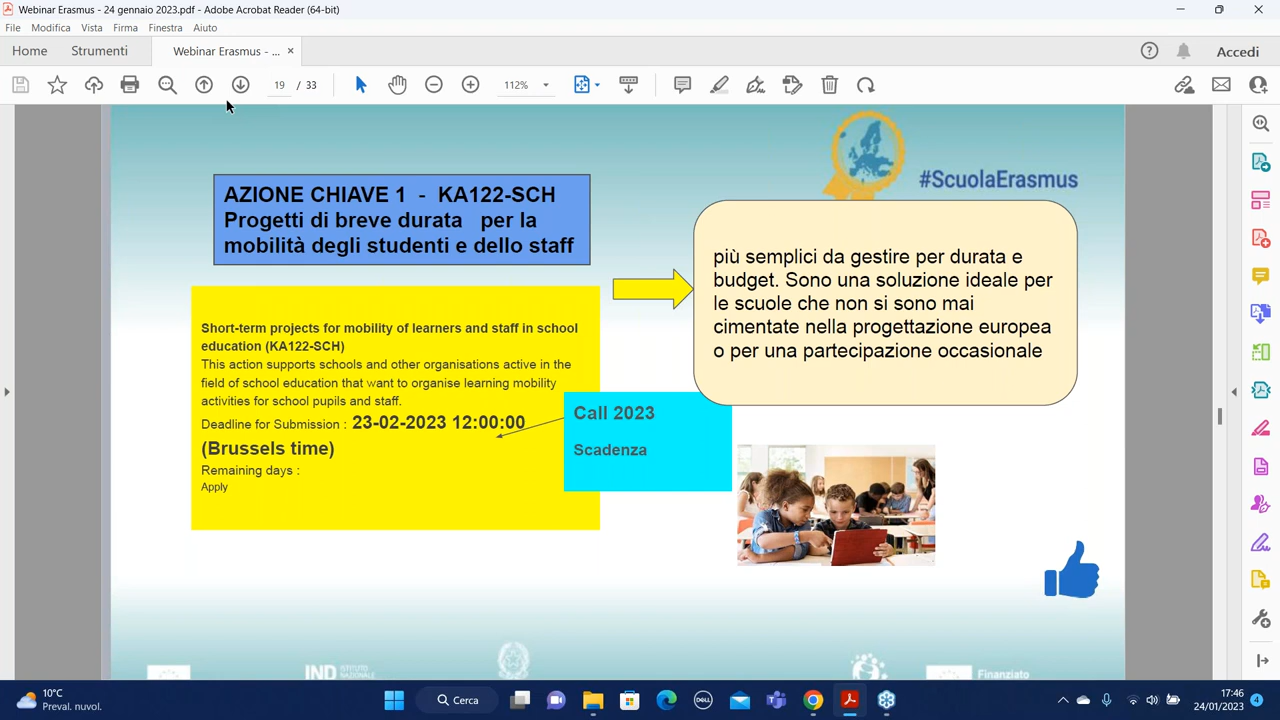 Webinar Erasmus - 24 gennaio 2023.pdf - Adobe Acrobat Reader (64-bit)
File Modifica Vista Firma Finestra Aiuto
Home Strumenti Webinar Erasmus - ... × Accedi
19 / 33 112%
#ScuolaErasmus
AZIONE CHIAVE 1 - KA122-SCH
Progetti di breve durata per la
mobilità degli studenti e dello staff
più semplici da gestire per durata e
budget. Sono una soluzione ideale per
le scuole che non si sono mai
cimentate nella progettazione europea
o per una partecipazione occasionale
Short-term projects for mobility of learners and staff in school
education (KA122-SCH)
This action supports schools and other organisations active in the
field of school education that want to organise learning mobility
activities for school pupils and staff.
Deadline for Submission : 23-02-2023 12:00:00
(Brussels time)
Remaining days :
Apply
Call 2023
Scadenza
IND ISTITUTO
NAZIONALE
Finanziato
10°C
Preval. nuvol.
Cerca
DELL
17:46
24/01/2023
4